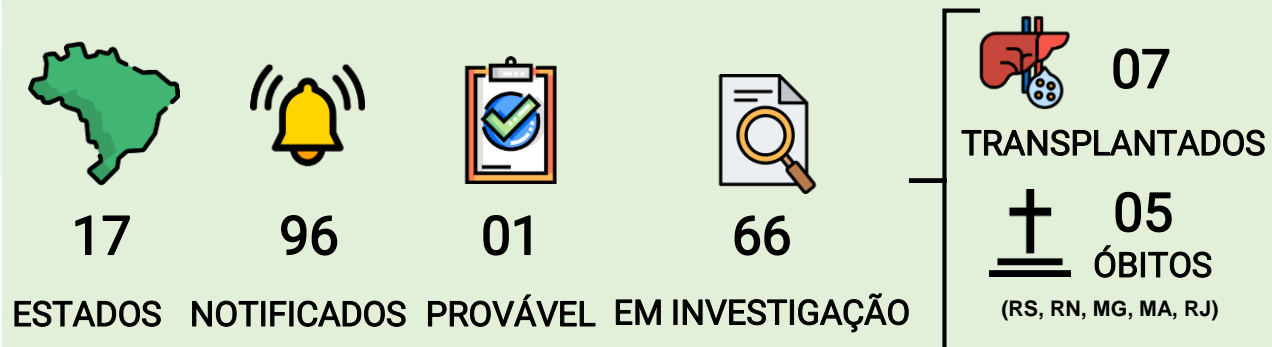 17
ESTADOS
96
NOTIFICADOS
01
PROVÁVEL
66
EM INVESTIGAÇÃO
07
TRANSPLANTADOS
05
ÓBITOS
(RS, RN, MG, MA, RJ)